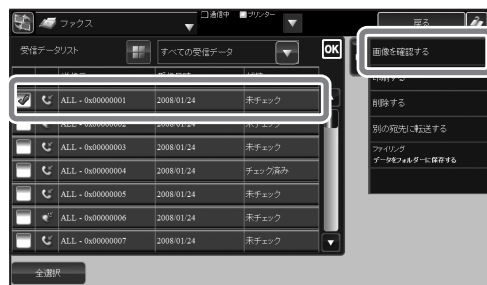 ファクス
通信中
プリンター
戻る
受信データリスト
すべての受信データ
OK
画像を確認する
ALL - 0x00000001 2008/01/24 未チェック
削除する
ALL - 0x00000003 2008/01/24 未チェック
別の宛先に転送する
ALL - 0x00000004 2008/01/24 チェック済み
ファイリング
データをフォルダーに保存する
ALL - 0x00000005 2008/01/24 未チェック
ALL - 0x00000006 2008/01/24 未チェック
ALL - 0x00000007 2008/01/24 未チェック
全選択